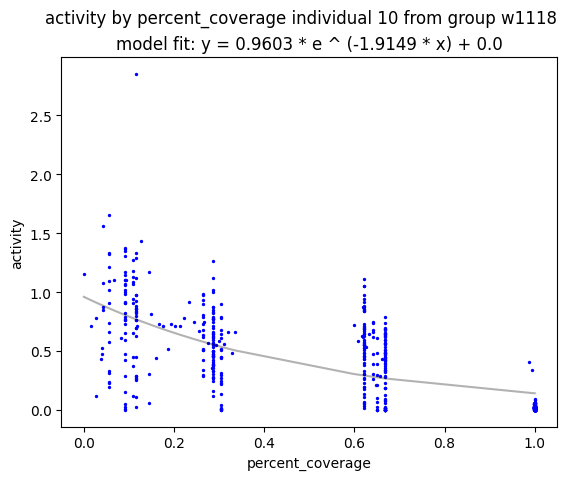 activity by percent_coverage individual 10 from group w1118
model fit: y = 0.9603 * e ^ (-1.9149 * x) + 0.0
2.5
2.0
1.5
1.0
0.5
0.0
activity
0.0 0.2 0.4 0.6 0.8 1.0
percent_coverage